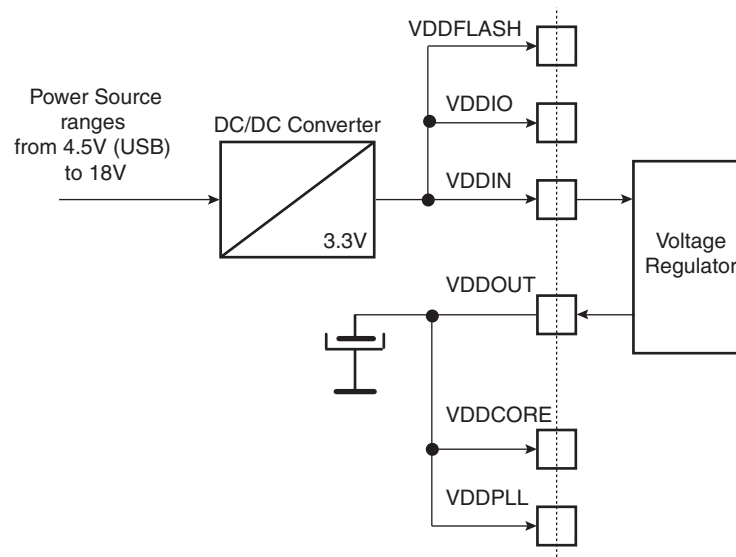 VDDFLASH
Power Source
ranges
from 4.5V (USB)
to 18V
DC/DC Converter
3.3V
VDDIO
VDDIN
Voltage
Regulator
VDDOUT
VDDCORE
VDDPLL